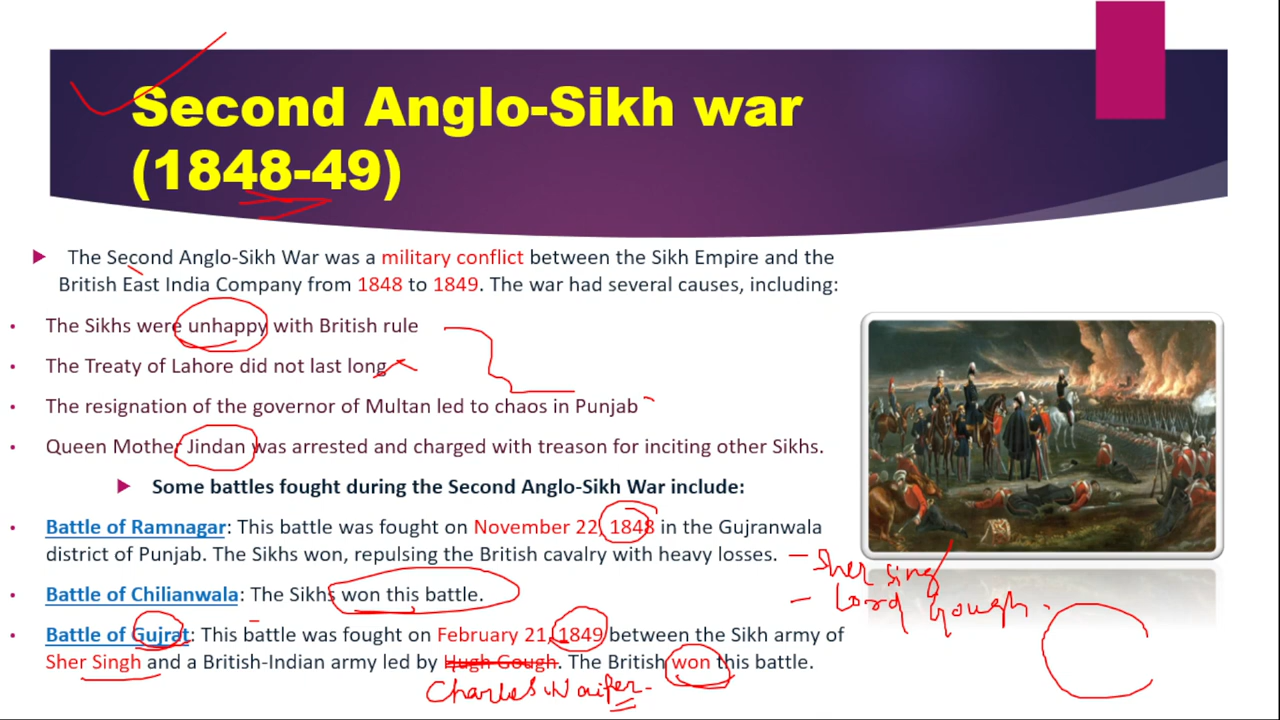 Second Anglo-Sikh war
(1848-49)
The Second Anglo-Sikh War was a military conflict between the Sikh Empire and the
British East India Company from 1848 to 1849. The war had several causes, including:
The Sikhs were unhappy with British rule
The Treaty of Lahore did not last long
The resignation of the governor of Multan led to chaos in Punjab
Queen Mother Jindan was arrested and charged with treason for inciting other Sikhs.
Some battles fought during the Second Anglo-Sikh War include:
Battle of Ramnagar: This battle was fought on November 22, 1848 in the Gujranwala
district of Punjab. The Sikhs won, repulsing the British cavalry with heavy losses.
- Sher Sing
Battle of Chilianwala: The Sikhs won this battle.
- Lord Gough.
Battle of Gujrat: This battle was fought on February 21, 1849 between the Sikh army of
Sher Singh and a British-Indian army led by Hugh Gough. The British won this battle.
Charles